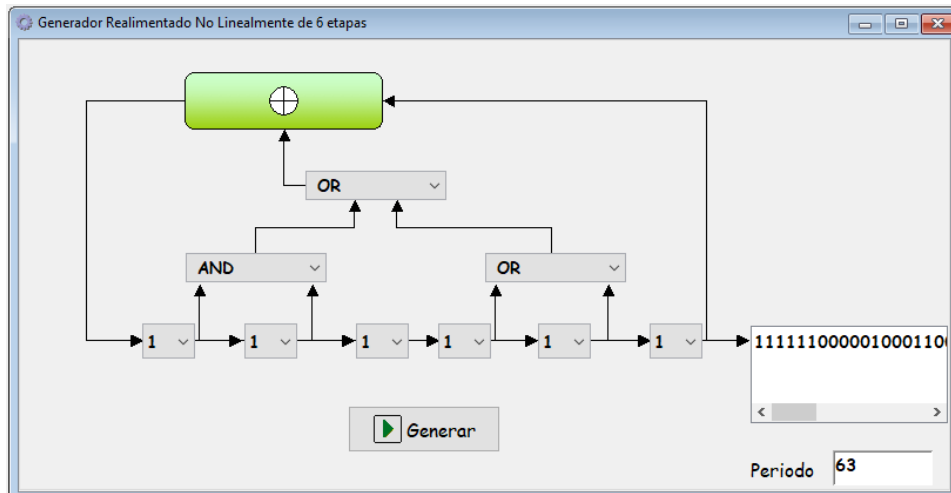 Generador Realimentado No Linealmente de 6 etapas
OR
AND OR
1 1 1 1 1 1
111111000001000110
Generar
Periodo 63